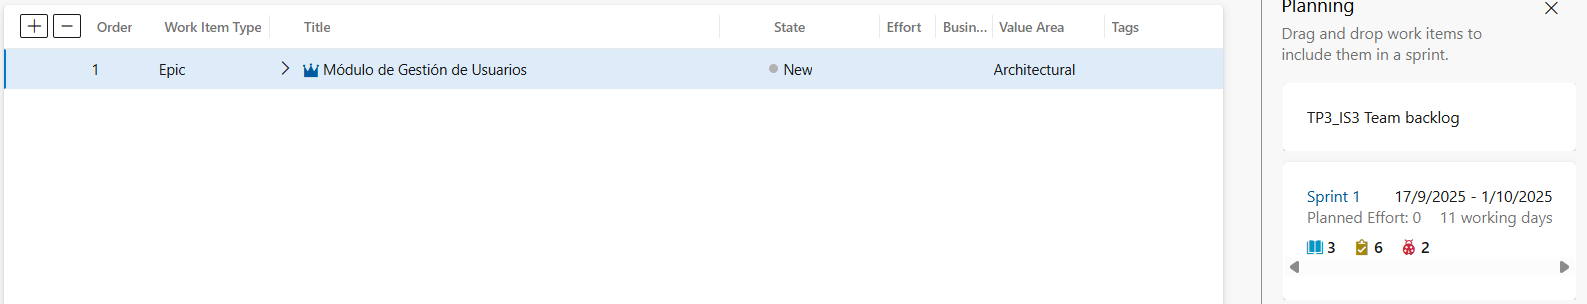 + − Order Work Item Type Title State Effort Busin... Value Area Tags
1 Epic Módulo de Gestión de Usuarios New Architectural
Planning
Drag and drop work items to
include them in a sprint.
TP3_IS3 Team backlog
Sprint 1 17/9/2025 - 1/10/2025
Planned Effort: 0 11 working days
3 6 2